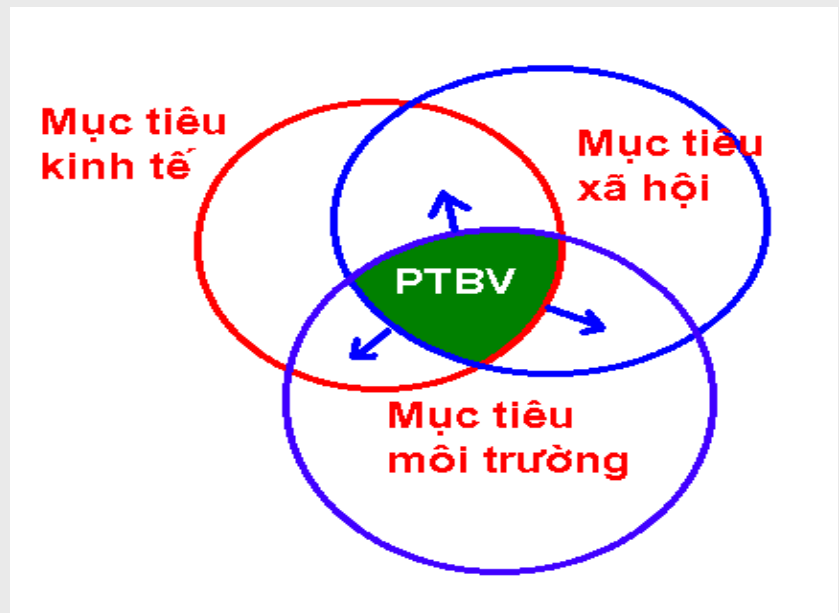 Mục tiêu
kinh tế
Mục tiêu
xã hội
PTBV
Mục tiêu
môi trường